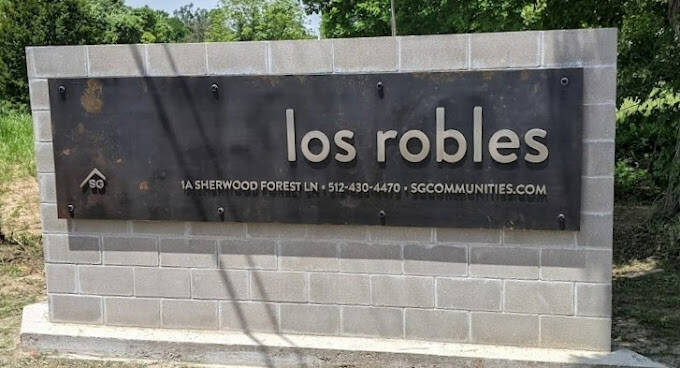 los robles
SG
1A SHERWOOD FOREST LN • 512-430-4470 • SGCOMMUNITIES.COM